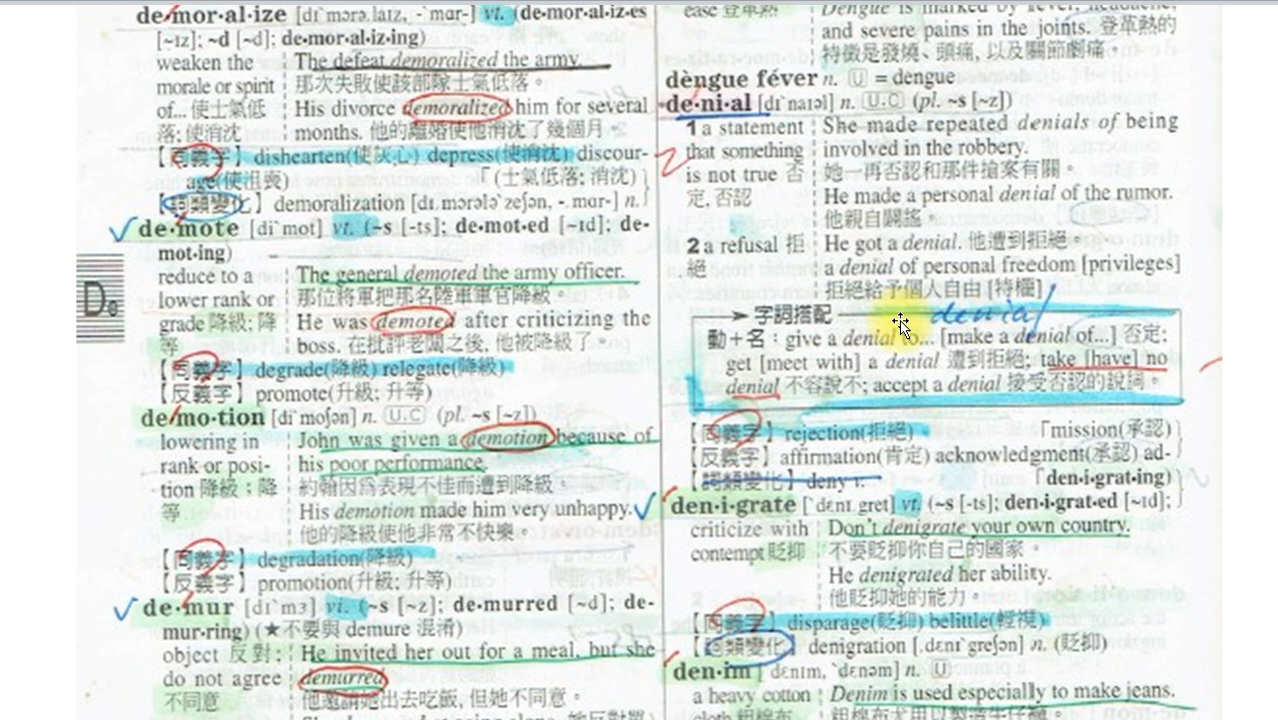 de·mor·al·ize [dɪˋmɔrə͵laɪz, -ˋmɑr-] vt. (de·mor·al·iz·es
[~ɪz]; ~d [~d]; de·mor·al·iz·ing)
weaken the morale or spirit of... 使士氣低落; 使消沈
The defeat demoralized the army.
那次失敗使該部隊士氣低落。
His divorce demoralized him for several
months. 他的離婚使他消沈了幾個月。
【同義字】dishearten(使灰心) depress(使消沈) discour-
age(使沮喪) 「(士氣低落; 消沈)
【詞類變化】demoralization [dɪ͵mɔrələˋzeʃən, -͵mɑr-] n.
de·mote [dɪˋmot] vt. (~s [-ts]; de·mot·ed [~ɪd]; de-
mot·ing)
reduce to a lower rank or grade 降級; 降等
The general demoted the army officer.
那位將軍把那名陸軍軍官降級。
He was demoted after criticizing the
boss. 在批評老闆之後, 他被降級了。
【同義字】degrade(降級) relegate(降級)
【反義字】promote(升級; 升等)
de·mo·tion [dɪˋmoʃən] n. U.C (pl. ~s [~z])
lowering in rank or posi-tion 降級; 降等
John was given a demotion because of
his poor performance.
約翰因為表現不佳而遭到降級。
His demotion made him very unhappy.
他的降級使他非常不快樂。
【同義字】degradation(降級)
【反義字】promotion(升級; 升等)
de·mur [dɪˋmɝ] vi. (~s [~z]; de·murred [~d]; de-
mur·ring) (★不要與 demure 混淆)
object 反對; do not agree 不同意
He invited her out for a meal, but she
demurred.
他邀請她出去吃飯, 但她不同意。
De
ease 登革熱
Dengue is marked by fever, headache,
and severe pains in the joints. 登革熱的
特徵是發燒、頭痛, 以及關節劇痛。
dèngue féver n. U = dengue
de·ni·al [dɪˋnaɪəl] n. U.C (pl. ~s [~z])
1 a statement that something is not true 否定, 否認
She made repeated denials of being
involved in the robbery.
她一再否認和那件搶案有關。
He made a personal denial of the rumor.
他親自闢謠。
2 a refusal 拒絕
He got a denial. 他遭到拒絕。
a denial of personal freedom [privileges]
拒絕給予個人自由 [特權]
字詞搭配 denial
動＋名: give a denial to... [make a denial of...] 否定;
get [meet with] a denial 遭到拒絕; take [have] no
denial 不容說不; accept a denial 接受否認的說詞。
【同義字】rejection(拒絕) 「mission(承認)
【反義字】affirmation(肯定) acknowledgment(承認) ad-
【詞類變化】deny v. 「den·i·grat·ing)
den·i·grate [ˋdɛnɪ͵gret] vt. (~s [-ts]; den·i·grat·ed [~ɪd];
criticize with contempt 貶抑
Don't denigrate your own country.
不要貶抑你自己的國家。
He denigrated her ability.
他貶抑她的能力。
【同義字】disparage(貶抑) belittle(輕視)
【詞類變化】denigration [͵dɛnɪˋgreʃən] n. (貶抑)
den·im [ˋdɛnɪm, ˋdɛnəm] n. U
a heavy cotton
Denim is used especially to make jeans.